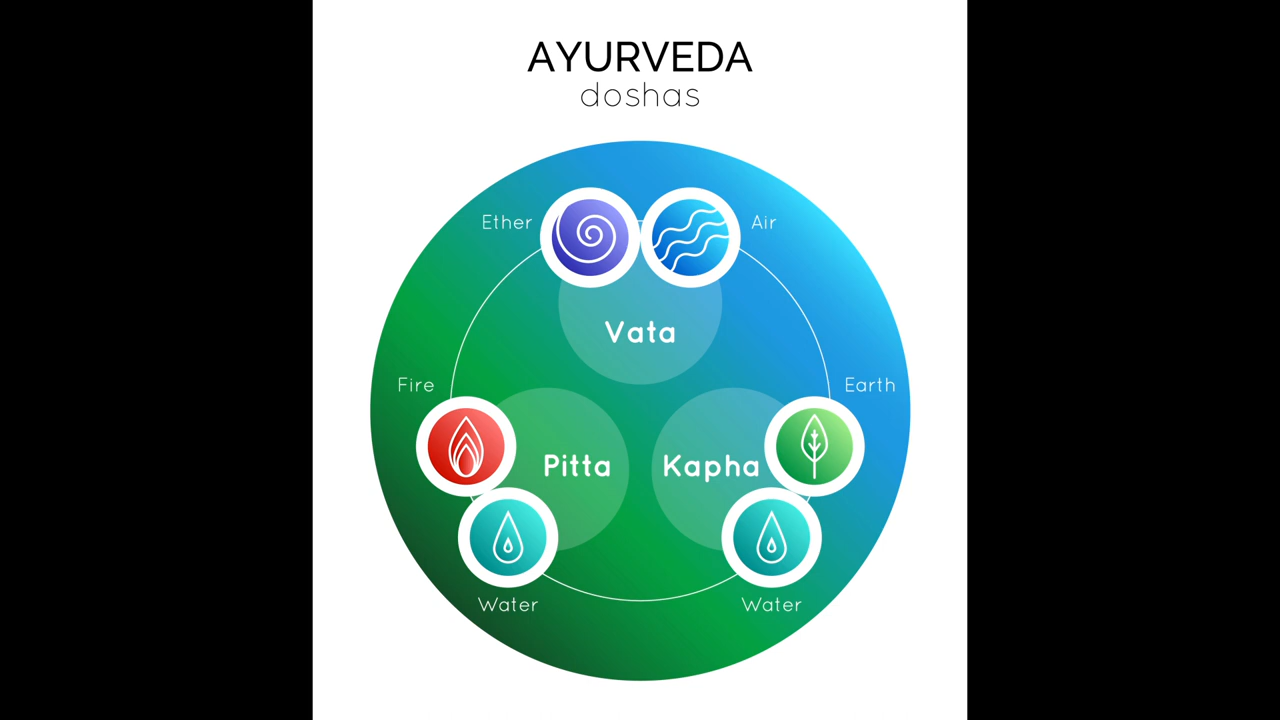 AYURVEDA
doshas
Ether
Air
Vata
Fire
Earth
Pitta
Kapha
Water
Water